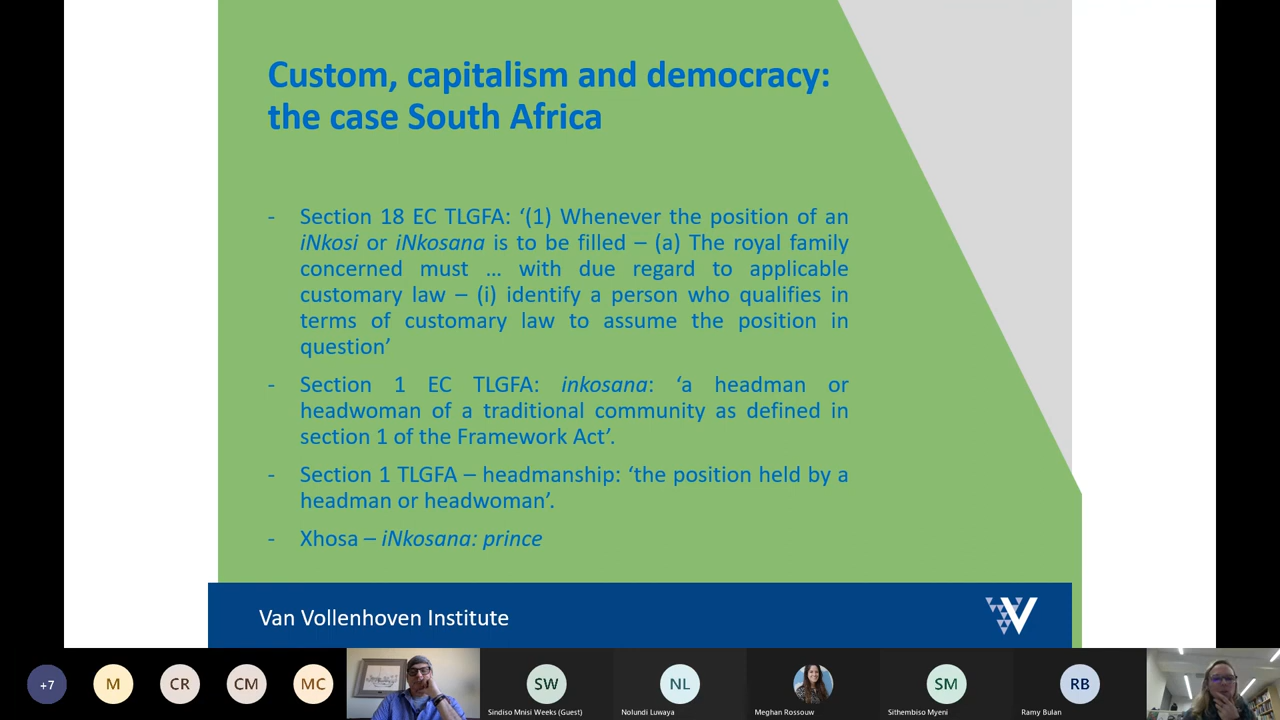 Custom, capitalism and democracy:
the case South Africa
- Section 18 EC TLGFA: ‘(1) Whenever the position of an
iNkosi or iNkosana is to be filled – (a) The royal family
concerned must … with due regard to applicable
customary law – (i) identify a person who qualifies in
terms of customary law to assume the position in
question’
- Section 1 EC TLGFA: inkosana: ‘a headman or
headwoman of a traditional community as defined in
section 1 of the Framework Act’.
- Section 1 TLGFA – headmanship: ‘the position held by a
headman or headwoman’.
- Xhosa – iNkosana: prince
Van Vollenhoven Institute
+7 M CR CM MC SW NL SM RB
Sindiso Mnisi Weeks (Guest) Nolundi Luwaya Meghan Rossouw Sithembiso Myeni Ramy Bulan